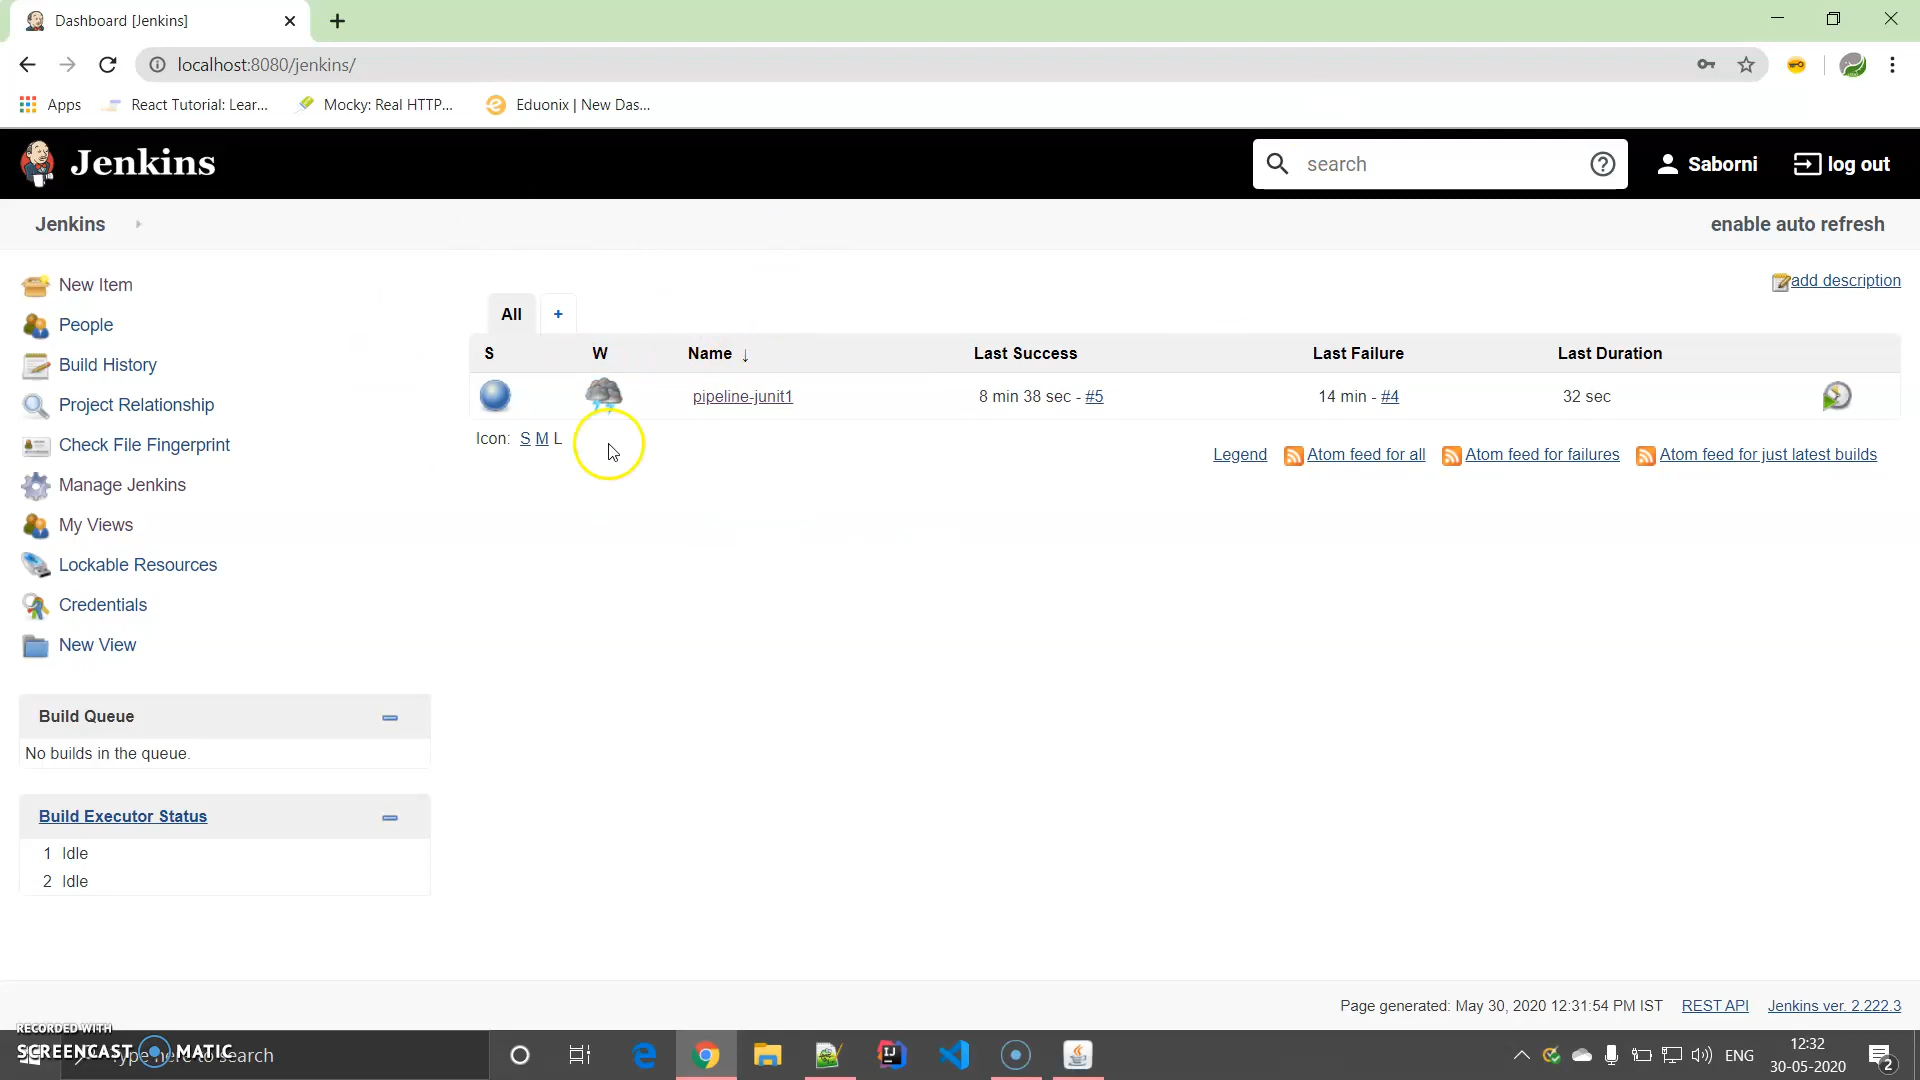 Dashboard [Jenkins]
localhost:8080/jenkins/
Apps React Tutorial: Lear... Mocky: Real HTTP... Eduonix | New Das...
Jenkins search Saborni log out
Jenkins enable auto refresh
add description
New Item
People
Build History
Project Relationship
Check File Fingerprint
Manage Jenkins
My Views
Lockable Resources
Credentials
New View
All +
S W Name ↓ Last Success Last Failure Last Duration
pipeline-junit1 8 min 38 sec - #5 14 min - #4 32 sec
Icon: S M L
Legend Atom feed for all Atom feed for failures Atom feed for just latest builds
Build Queue
No builds in the queue.
Build Executor Status
1 Idle
2 Idle
Page generated: May 30, 2020 12:31:54 PM IST REST API Jenkins ver. 2.222.3
RECORDED WITH
SCREENCAST MATIC
Type here to search
ENG
12:32
30-05-2020
2